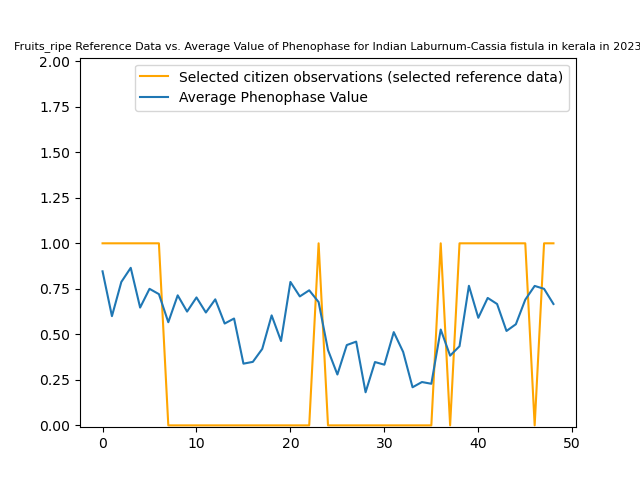 Fruits_ripe Reference Data vs. Average Value of Phenophase for Indian Laburnum-Cassia fistula in kerala in 2023
2.00
Selected citizen observations (selected reference data)
Average Phenophase Value
1.75
1.50
1.25
1.00
0.75
0.50
0.25
0.00
0 10 20 30 40 50